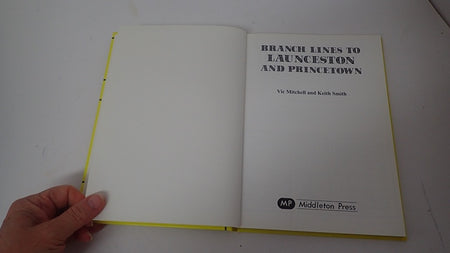 BRANCH LINES TO
LAUNCESTON
AND PRINCETOWN
Vic Mitchell and Keith Smith
MP Middleton Press